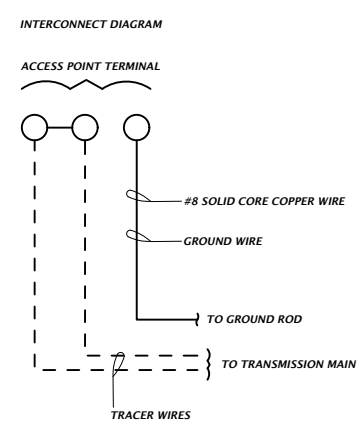 INTERCONNECT DIAGRAM
ACCESS POINT TERMINAL
#8 SOLID CORE COPPER WIRE
GROUND WIRE
TO GROUND ROD
TO TRANSMISSION MAIN
TRACER WIRES